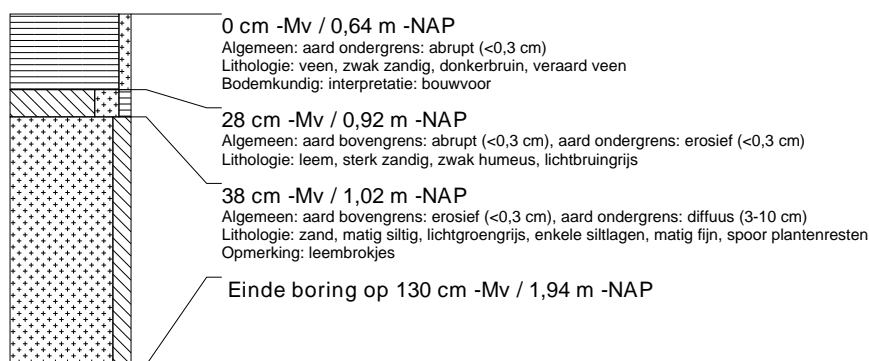 0 cm -Mv / 0,64 m -NAP
Algemeen: aard ondergrens: abrupt (<0,3 cm)
Lithologie: veen, zwak zandig, donkerbruin, veraard veen
Bodemkundig: interpretatie: bouwvoor
28 cm -Mv / 0,92 m -NAP
Algemeen: aard bovengrens: abrupt (<0,3 cm), aard ondergrens: erosief (<0,3 cm)
Lithologie: leem, sterk zandig, zwak humeus, lichtbruingrijs
38 cm -Mv / 1,02 m -NAP
Algemeen: aard bovengrens: erosief (<0,3 cm), aard ondergrens: diffuus (3-10 cm)
Lithologie: zand, matig siltig, lichtgroengrijs, enkele siltlagen, matig fijn, spoor plantenresten
Opmerking: leembrokjes
Einde boring op 130 cm -Mv / 1,94 m -NAP